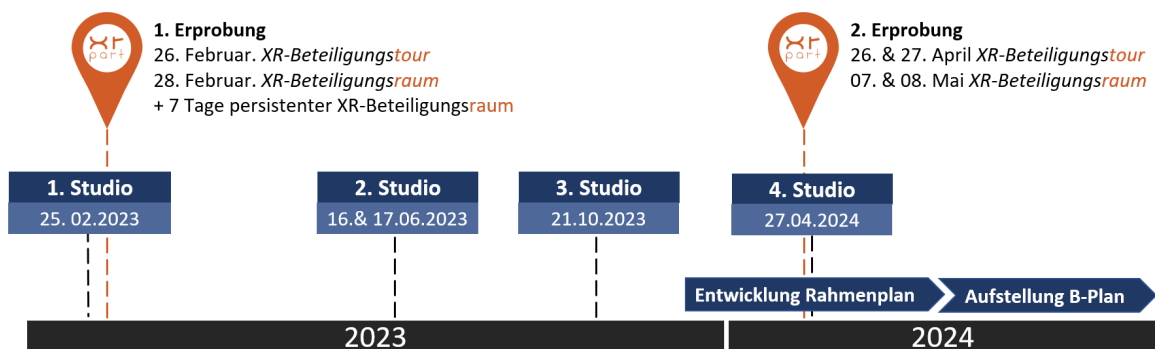 xr
part
1. Erprobung
26. Februar. XR-Beteiligungstour
28. Februar. XR-Beteiligungsraum
+ 7 Tage persistenter XR-Beteiligungsraum
xr
part
2. Erprobung
26. & 27. April XR-Beteiligungstour
07. & 08. Mai XR-Beteiligungsraum
1. Studio
25. 02.2023
2. Studio
16.& 17.06.2023
3. Studio
21.10.2023
4. Studio
27.04.2024
Entwicklung Rahmenplan
Aufstellung B-Plan
2023
2024